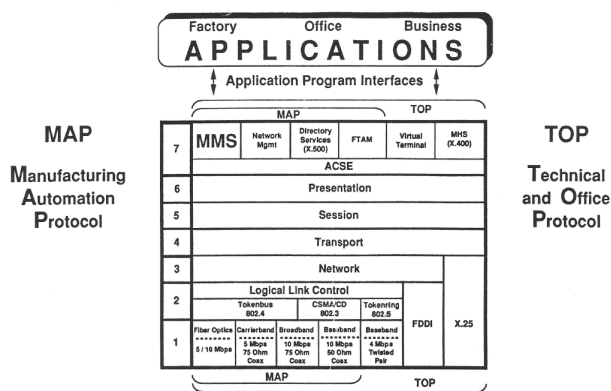 Factory Office Business
APPLICATIONS
Application Program Interfaces
MAP TOP
MAP
Manufacturing
Automation
Protocol
TOP
Technical
and Office
Protocol
7
MMS
Network
Mgmt
Directory
Services
(X.500)
FTAM
Virtual
Terminal
MHS
(X.400)
ACSE
6 Presentation
5 Session
4 Transport
3 Network
2
Logical Link Control
Tokenbus
802.4
CSMA/CD
802.3
Tokenring
802.5
FDDI
X.25
1
Fiber Optics
5/10 Mbps
Carrierband
5 Mbps
75 Ohm
Coax
Broadband
10 Mbps
75 Ohm
Coax
Baseband
10 Mbps
50 Ohm
Coax
Baseband
4 Mbps
Twisted
Pair
MAP
TOP